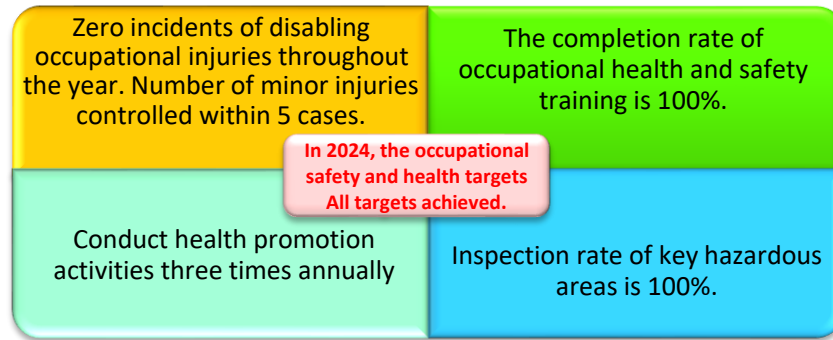 Zero incidents of disabling
occupational injuries throughout
the year. Number of minor injuries
controlled within 5 cases.
The completion rate of
occupational health and safety
training is 100%.
In 2024, the occupational
safety and health targets
All targets achieved.
Conduct health promotion
activities three times annually
Inspection rate of key hazardous
areas is 100%.